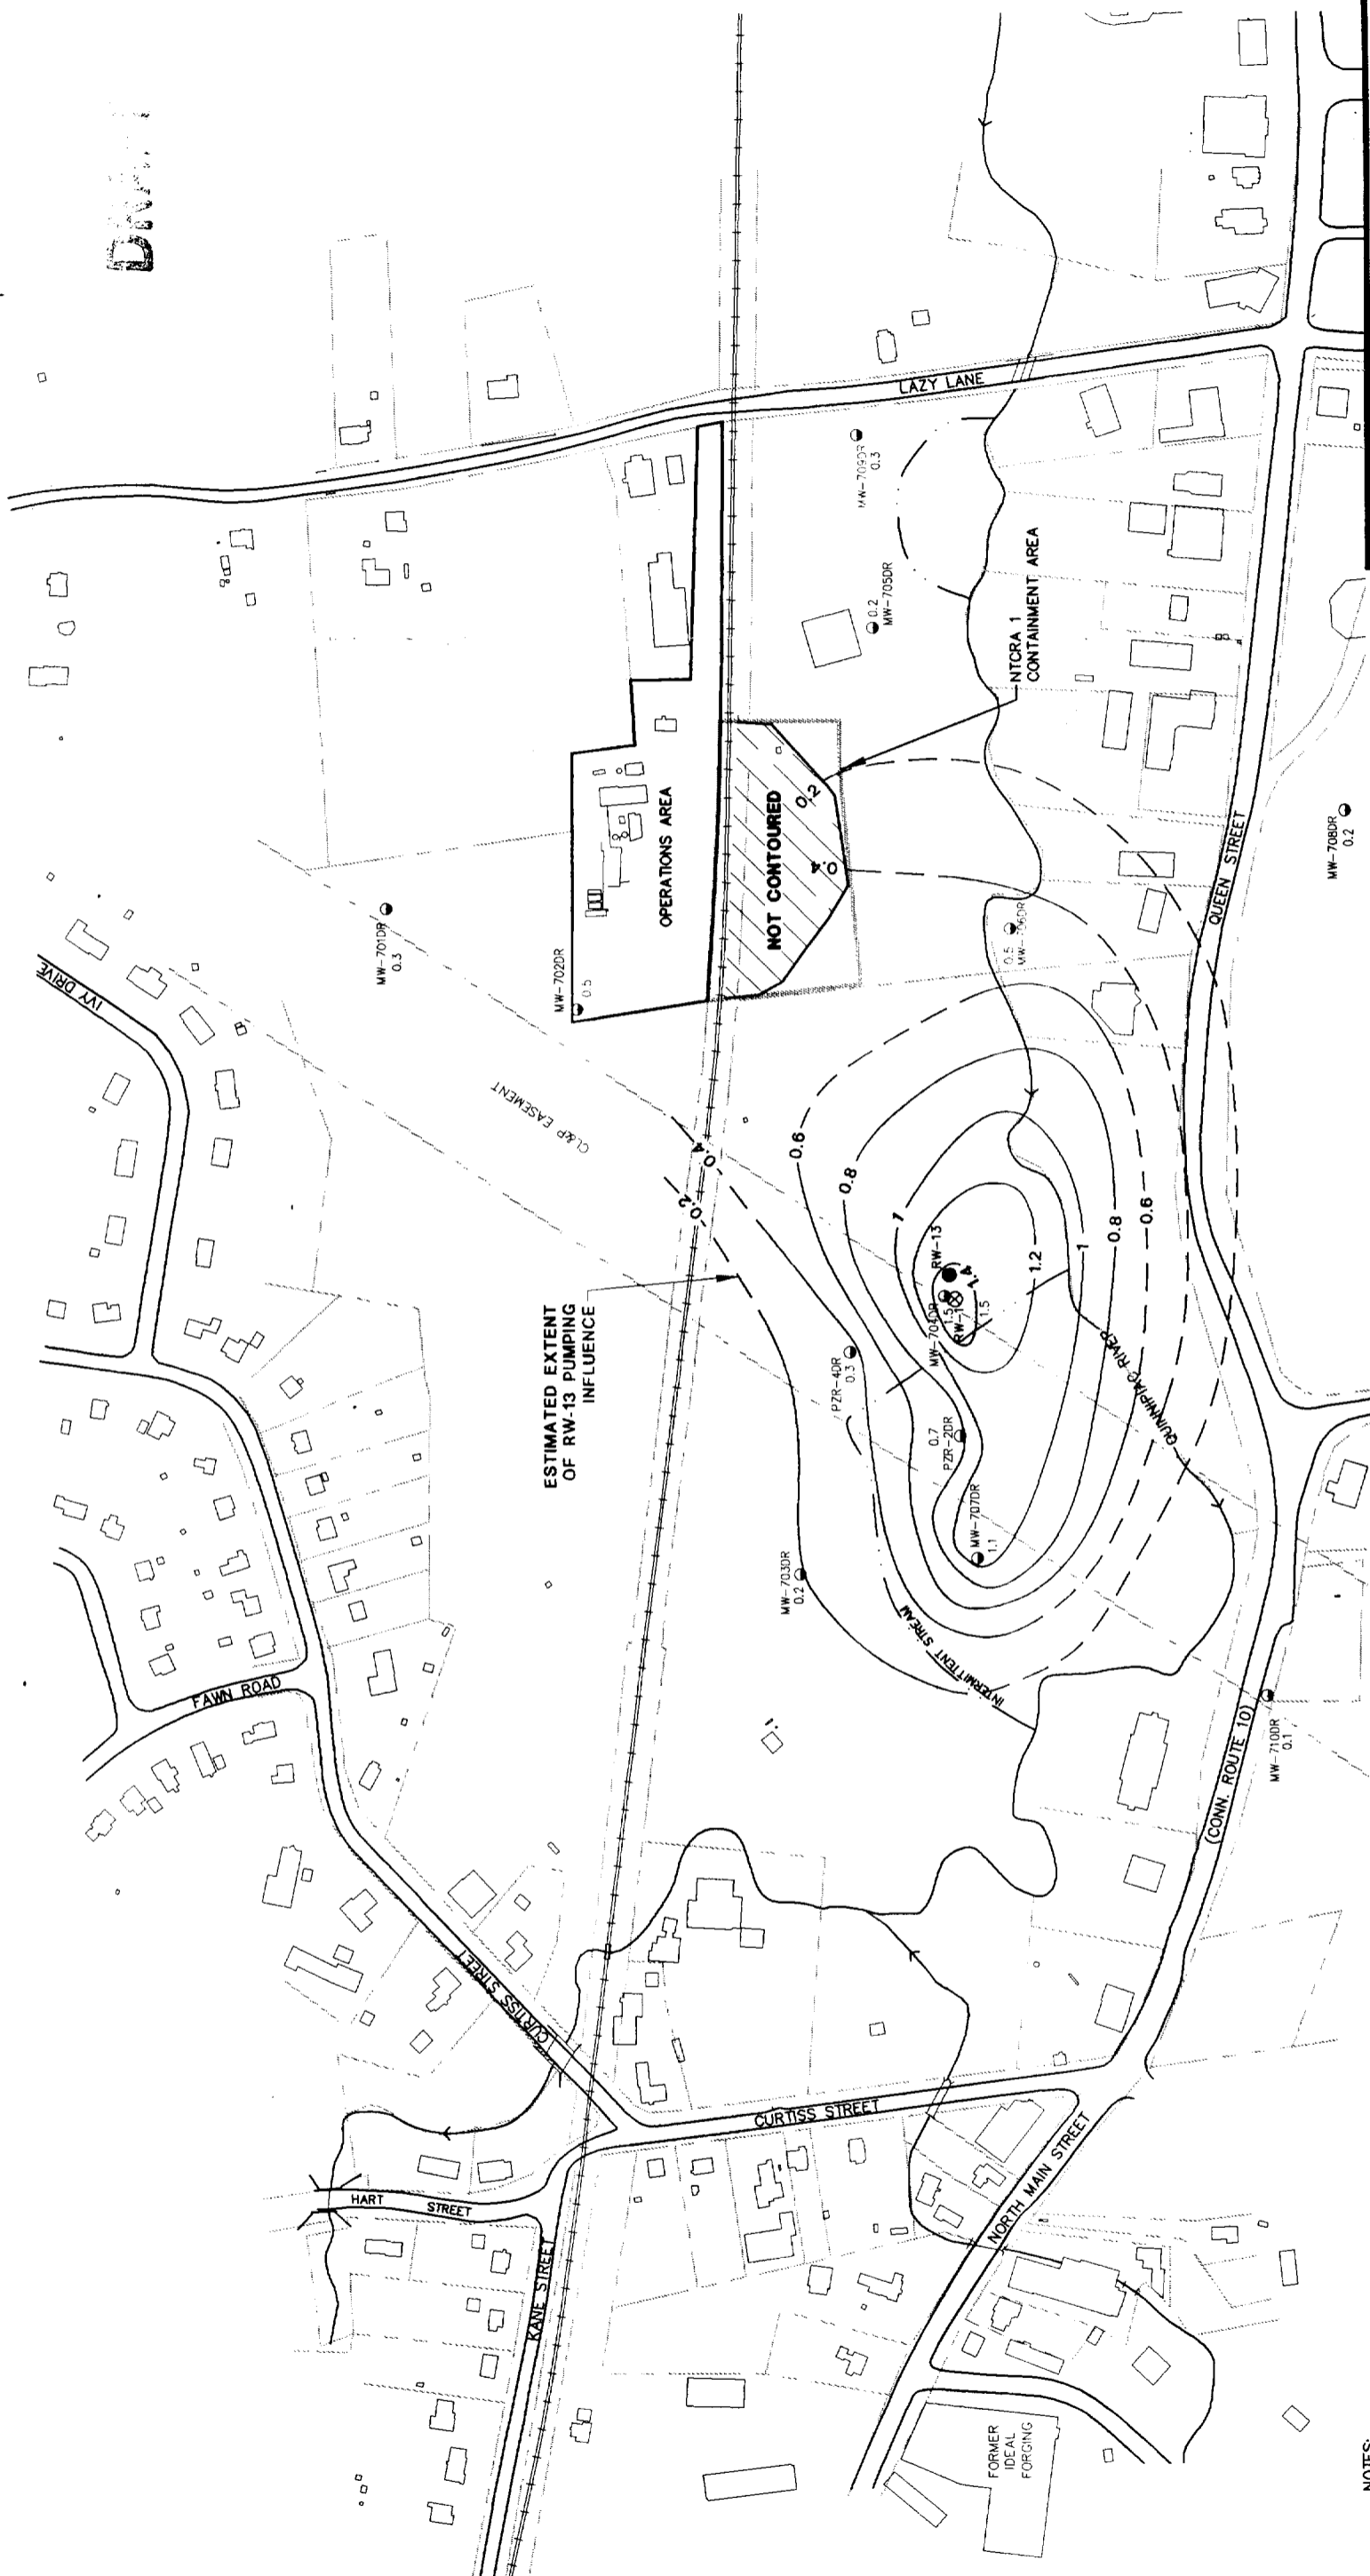 DRAFT
IVY DRIVE
MW-701DR
0.3
MW-702DR
0.5
OPERATIONS AREA
NOT CONTOURED
0.2
0.4
LAZY LANE
MW-709DR
0.3
0.2
MW-705DR
NTCRA 1
CONTAINMENT AREA
CL&P EASEMENT
0.5
MW-706DR
QUEEN STREET
MW-708DR
0.2
0.4
0.2
ESTIMATED EXTENT
OF RW-13 PUMPING
INFLUENCE
0.6
0.8
1
RW-13
1.4
1.2
1
0.8
0.6
MW-704DR
1.5
RW-1
1.5
PZR-4DR
0.3
0.7
PZR-2DR
MW-707DR
1.1
QUINNIPIAC RIVER
MW-703DR
0.2
INTERMITTENT STREAM
FAWN ROAD
(CONN. ROUTE 10)
MW-710DR
0.1
CURTISS STREET
CURTISS STREET
HART STREET
KANE STREET
NORTH MAIN STREET
FORMER
IDEAL
FORGING
NOTES: